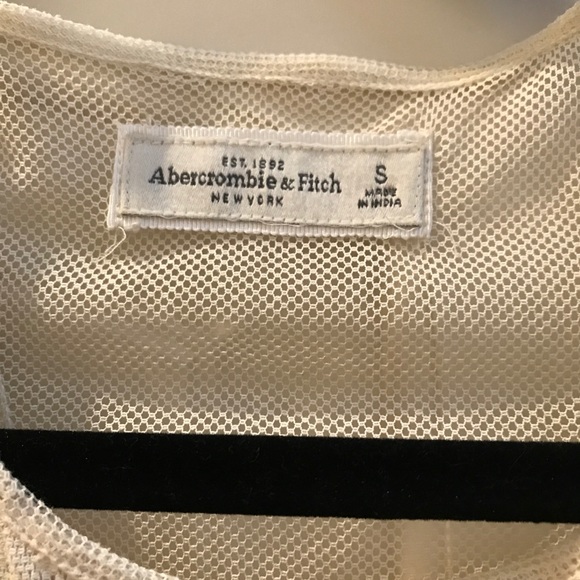 EST. 1892
Abercrombie & Fitch
NEW YORK
S
MADE
IN INDIA